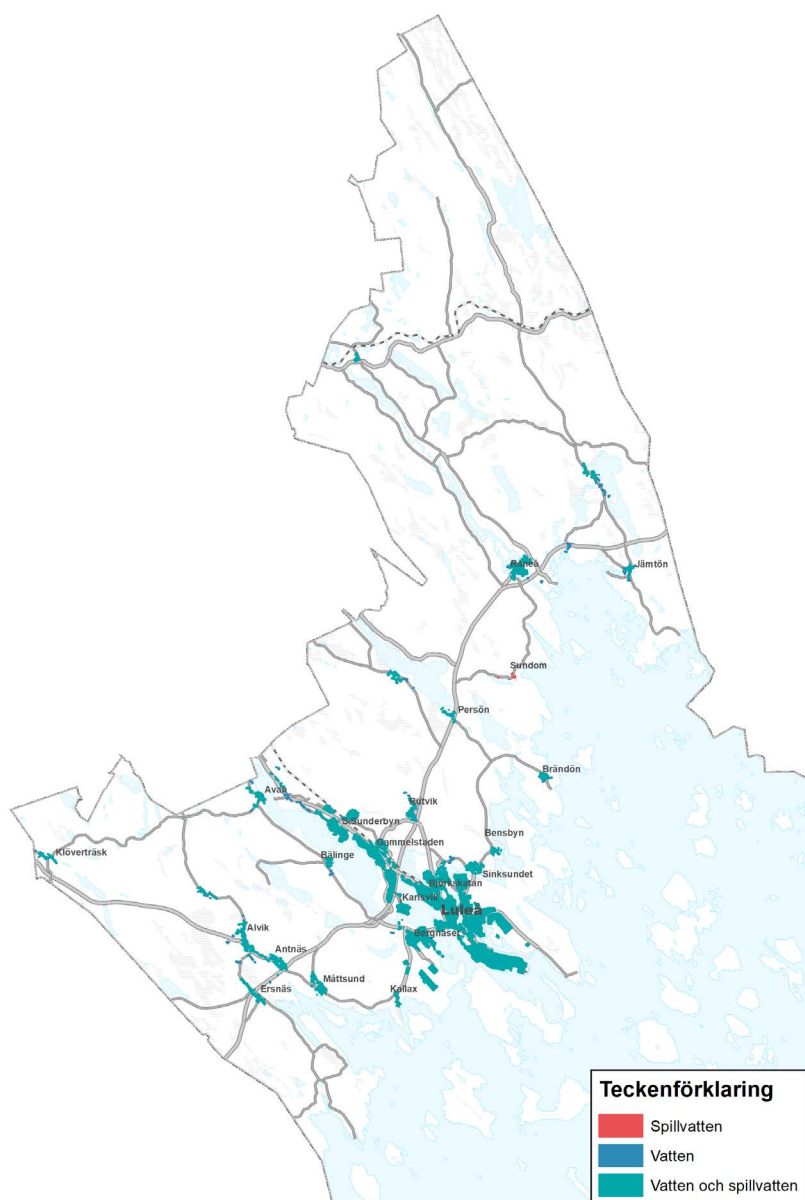 Råneå
Jämtön
Sundom
Persön
Brändön
Avan
Rutvik
S.Sunderbyn
Gammelstaden
Bensbyn
Klöverträsk
Bälinge
Sinksundet
Björkskatan
Karlsvik
Luleå
Alvik
Bergnäset
Antnäs
Måttsund
Ersnäs
Kallax
Teckenförklaring
Spillvatten
Vatten
Vatten och spillvatten